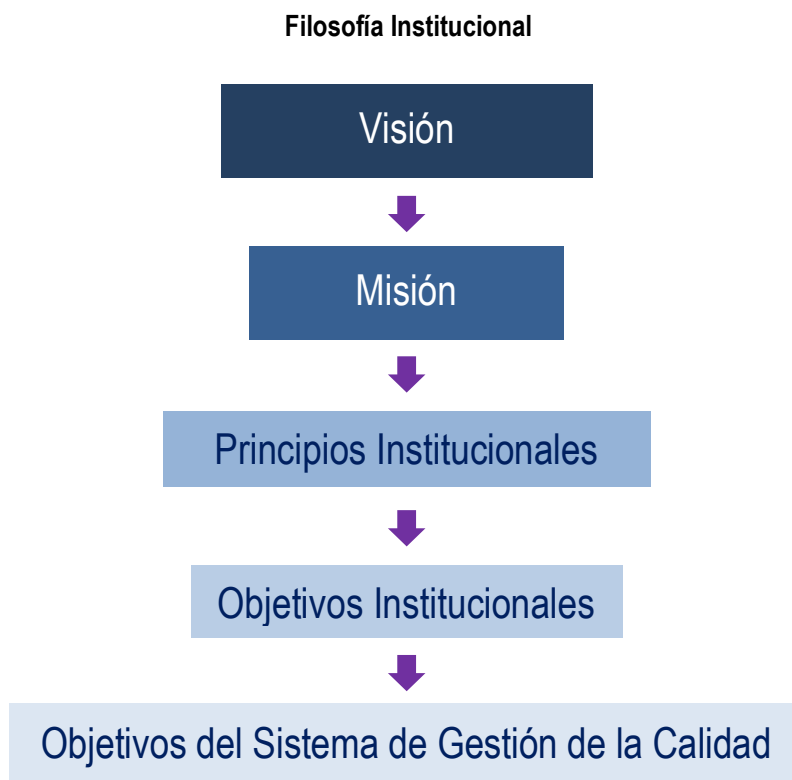 Filosofía Institucional
Visión
Misión
Principios Institucionales
Objetivos Institucionales
Objetivos del Sistema de Gestión de la Calidad